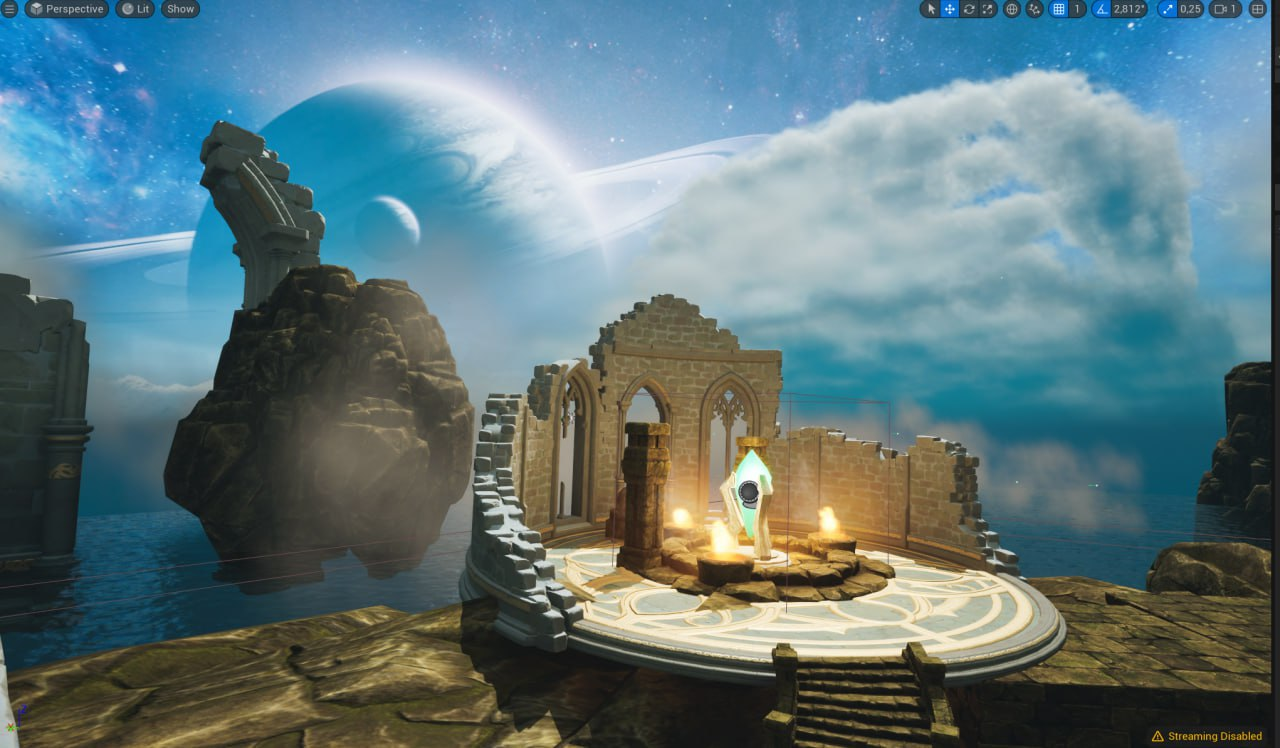 Perspective Lit Show 1 2,812° 0,25 1
Z
X
Streaming Disabled